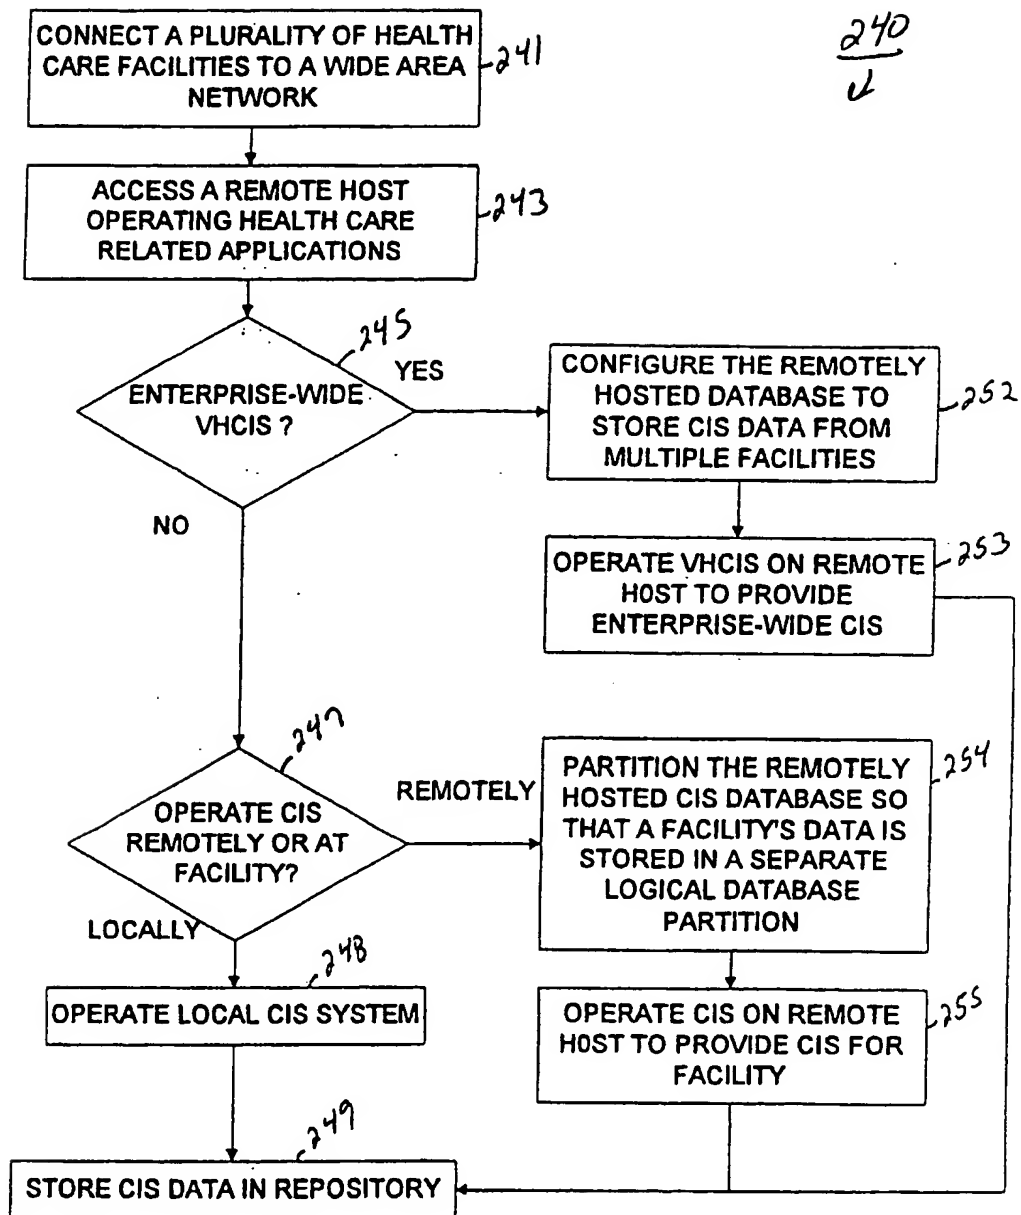 240
CONNECT A PLURALITY OF HEALTH
CARE FACILITIES TO A WIDE AREA
NETWORK
241
ACCESS A REMOTE HOST
OPERATING HEALTH CARE
RELATED APPLICATIONS
243
245
ENTERPRISE-WIDE
VHCIS ?
YES
NO
CONFIGURE THE REMOTELY
HOSTED DATABASE TO
STORE CIS DATA FROM
MULTIPLE FACILITIES
252
OPERATE VHCIS ON REMOTE
HOST TO PROVIDE
ENTERPRISE-WIDE CIS
253
247
OPERATE CIS
REMOTELY OR AT
FACILITY?
REMOTELY
LOCALLY
PARTITION THE REMOTELY
HOSTED CIS DATABASE SO
THAT A FACILITY'S DATA IS
STORED IN A SEPARATE
LOGICAL DATABASE
PARTITION
254
248
OPERATE LOCAL CIS SYSTEM
OPERATE CIS ON REMOTE
HOST TO PROVIDE CIS FOR
FACILITY
255
249
STORE CIS DATA IN REPOSITORY